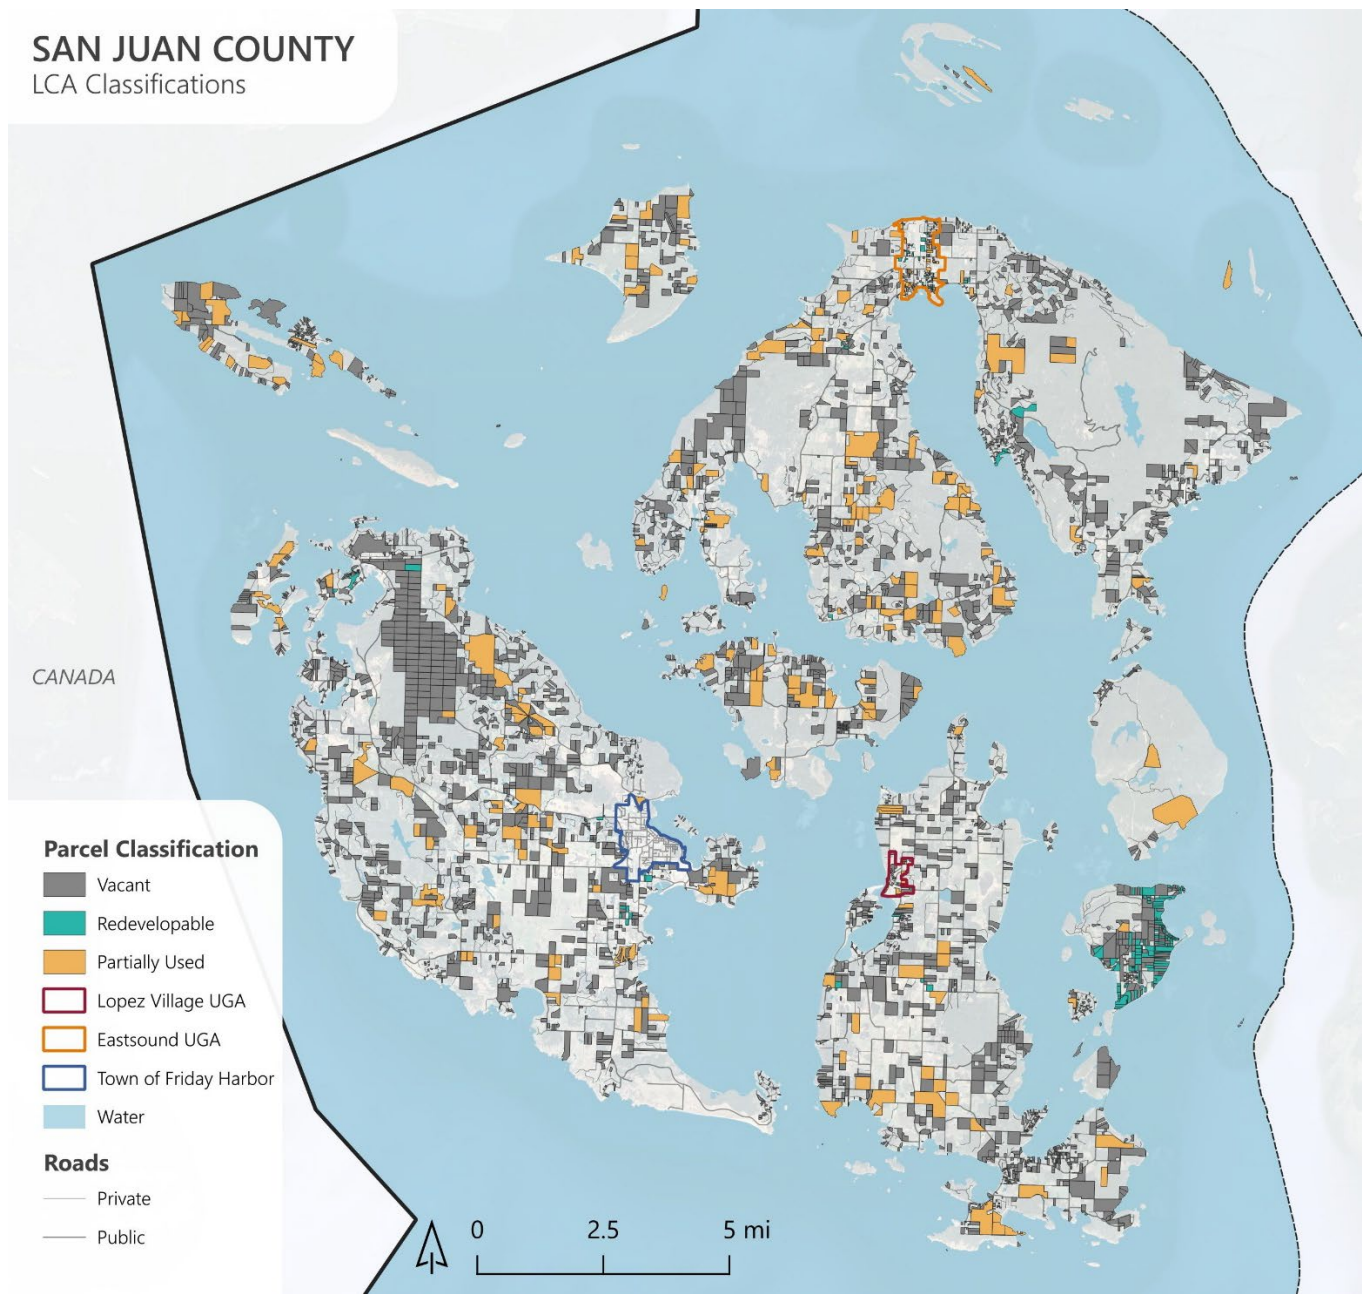 SAN JUAN COUNTY
LCA Classifications
CANADA
Parcel Classification
Vacant
Redevelopable
Partially Used
Lopez Village UGA
Eastsound UGA
Town of Friday Harbor
Water
Roads
Private
Public
0 2.5 5 mi